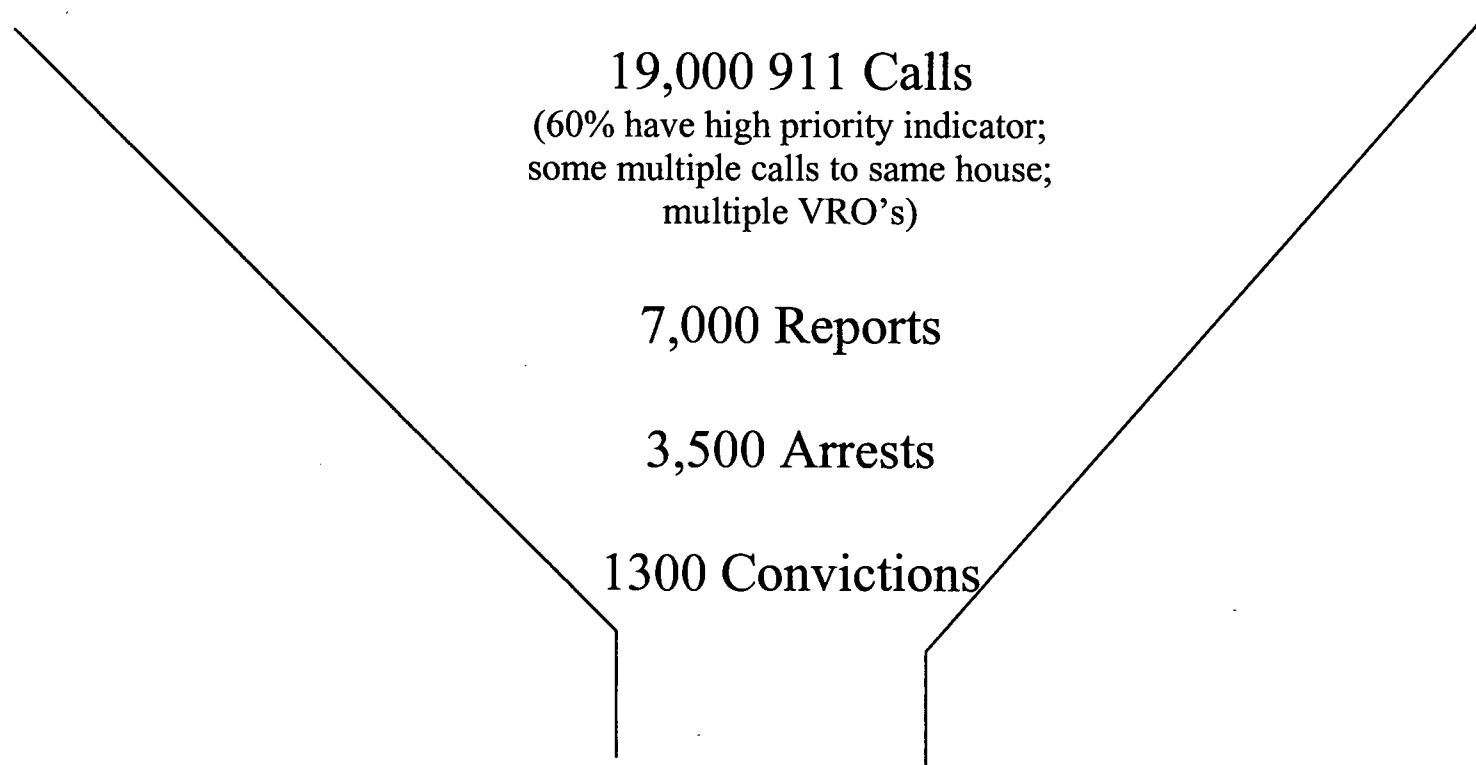 19,000 911 Calls
(60% have high priority indicator;
some multiple calls to same house;
multiple VRO's)
7,000 Reports
3,500 Arrests
1300 Convictions